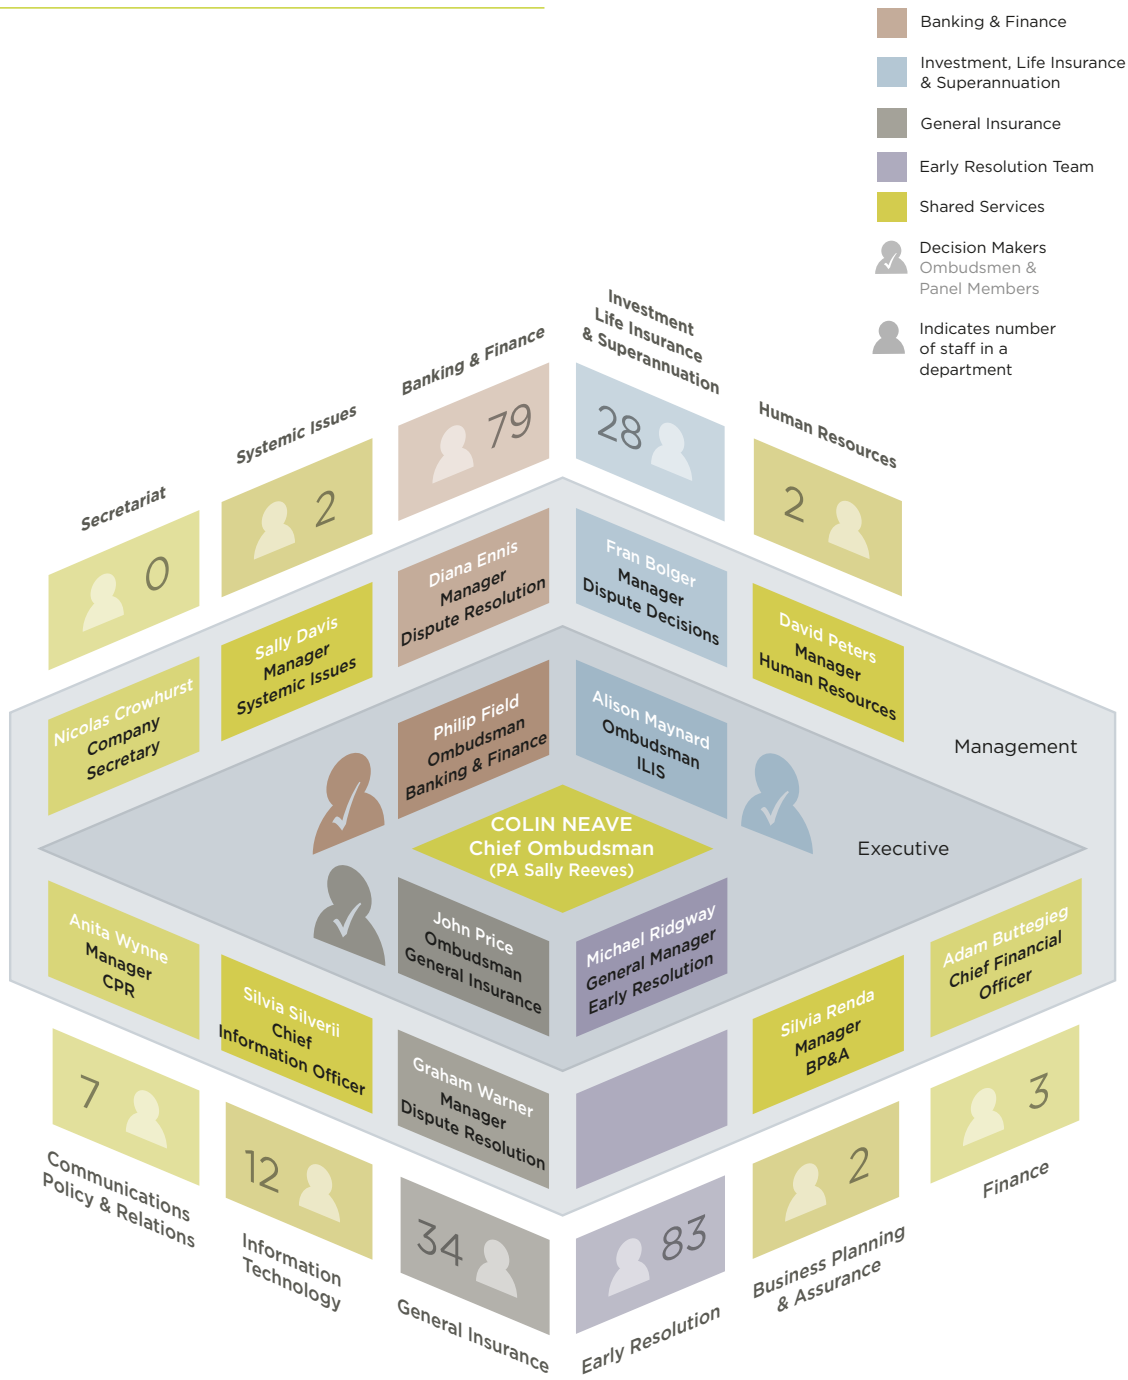 Banking & Finance
Investment, Life Insurance
& Superannuation
General Insurance
Early Resolution Team
Shared Services
Decision Makers
Ombudsmen &
Panel Members
Indicates number
of staff in a
department
Secretariat
0
Systemic Issues
2
Banking & Finance
79
Investment
Life Insurance
& Superannuation
28
Human Resources
2
Nicolas Crowhurst
Company
Secretary
Sally Davis
Manager
Systemic Issues
Diana Ennis
Manager
Dispute Resolution
Fran Bolger
Manager
Dispute Decisions
David Peters
Manager
Human Resources
Management
Philip Field
Ombudsman
Banking & Finance
Alison Maynard
Ombudsman
ILIS
COLIN NEAVE
Chief Ombudsman
(PA Sally Reeves)
Executive
John Price
Ombudsman
General Insurance
Michael Ridgway
General Manager
Early Resolution
Anita Wynne
Manager
CPR
Silvia Silverii
Chief
Information Officer
Graham Warner
Manager
Dispute Resolution
Silvia Renda
Manager
BP&A
Adam Buttegieg
Chief Financial
Officer
7
Communications
Policy & Relations
12
Information
Technology
34
General Insurance
83
Early Resolution
2
Business Planning
& Assurance
3
Finance